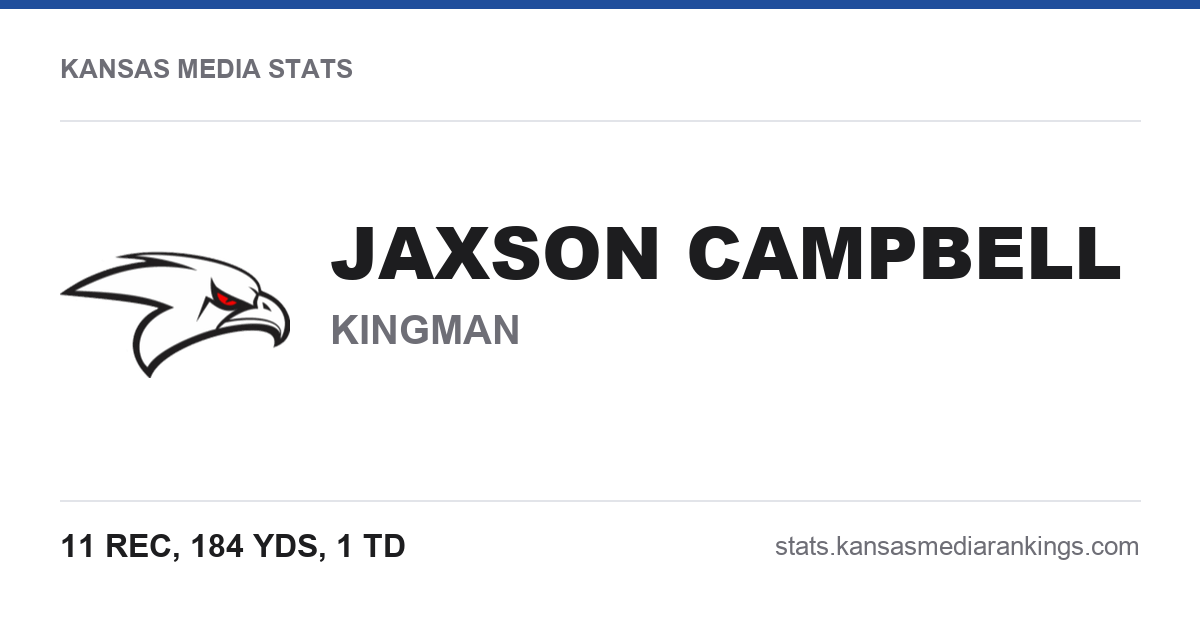 KANSAS MEDIA STATS
JAXSON CAMPBELL
KINGMAN
11 REC, 184 YDS, 1 TD
stats.kansasmediarankings.com